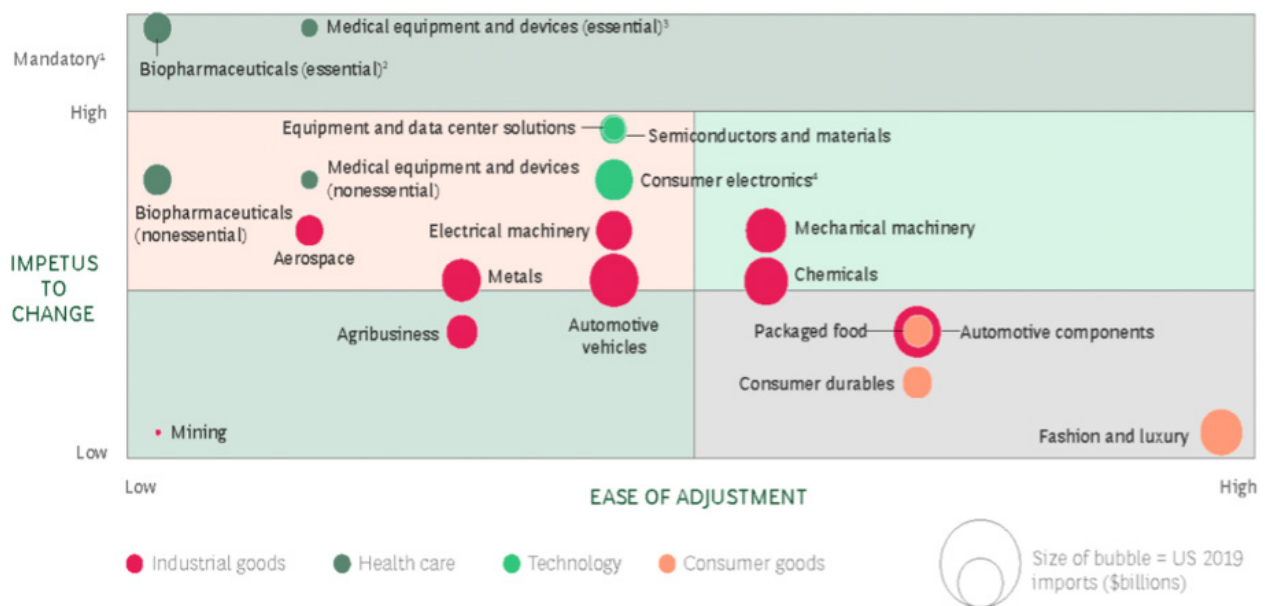 Mandatory¹
Medical equipment and devices (essential)³
Biopharmaceuticals (essential)²
High
Equipment and data center solutions
Semiconductors and materials
Medical equipment and devices
(nonessential)
Consumer electronics⁴
Biopharmaceuticals
(nonessential)
Aerospace
Electrical machinery
Mechanical machinery
IMPETUS
TO
CHANGE
Metals
Chemicals
Agribusiness
Automotive
vehicles
Packaged food
Automotive components
Consumer durables
Mining
Fashion and luxury
Low
Low
EASE OF ADJUSTMENT
High
Industrial goods
Health care
Technology
Consumer goods
Size of bubble = US 2019
imports ($billions)